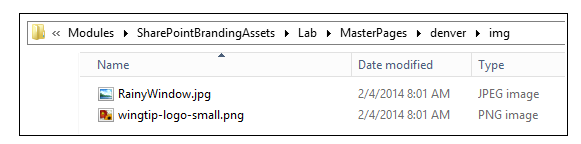 « Modules SharePointBrandingAssets Lab MasterPages denver img
Name Date modified Type
RainyWindow.jpg 2/4/2014 8:01 AM JPEG image
wingtip-logo-small.png 2/4/2014 8:01 AM PNG image